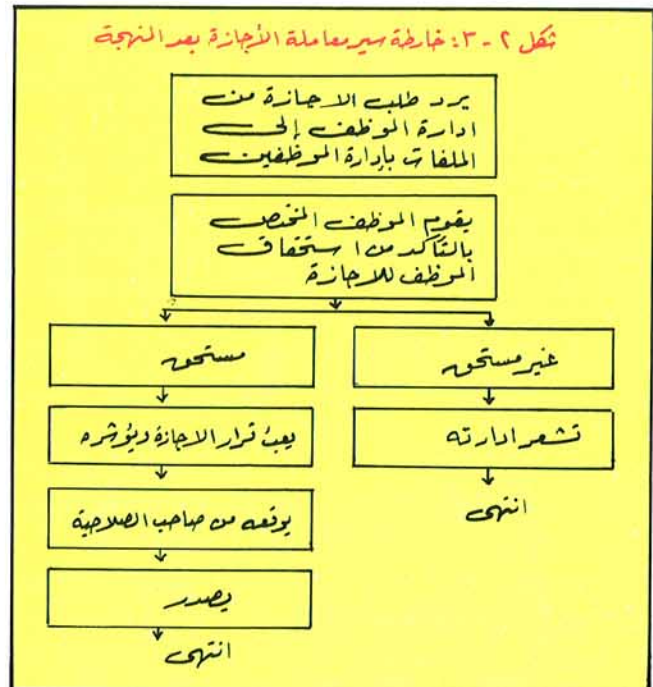 شكل ٢ - ٣: خارطة سير معاملة الأجازة بعد المنهجة
يرد طلب الاجازة من
ادارة الموظف إلى
الملفات بإدارة الموظفين
يقوم الموظف المختص
بالتأكد من استحقاق
الموظف للاجازة
غير مستحق
تشعر ادارته
انتهى
مستحق
يعبئ قرار الاجازة ويؤشره
يوقعه من صاحب الصلاحية
يصدر
انتهى